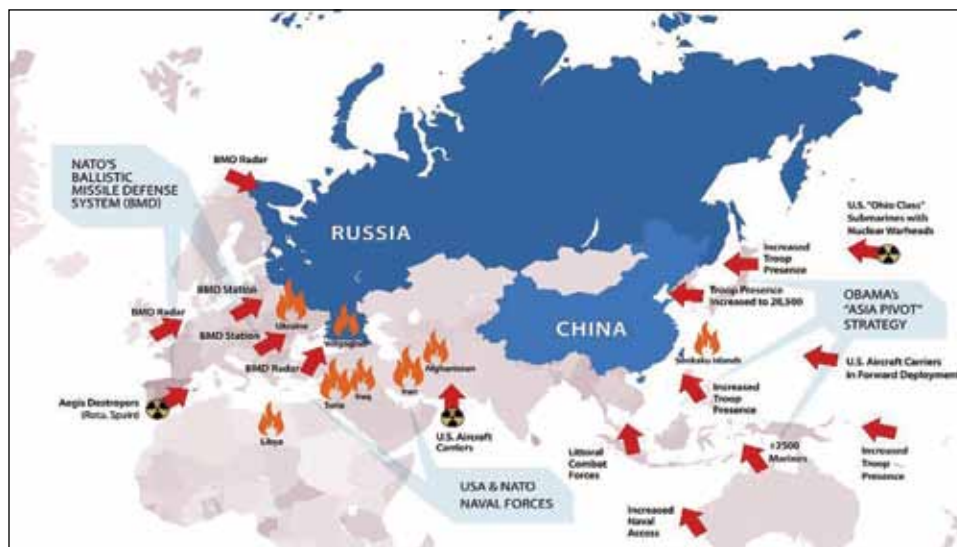 NATO'S
BALLISTIC
MISSILE DEFENSE
SYSTEM (BMD)
BMD Radar
RUSSIA
U.S. "Ohio Class"
Submarines with
Nuclear Warheads
Increased
Troop
Presence
BMD Station
Troop Presence
Increased to 28,500
OBAMA's
"ASIA PIVOT"
STRATEGY
BMD Radar
Ukraine
BMD Station
CHINA
Senkaku Islands
BMD Radar
Afghanistan
U.S. Aircraft Carriers
in Forward Deployment
Aegis Destroyers
(Rota, Spain)
Syria
Iraq
Iran
Increased
Troop
Presence
Libya
U.S. Aircraft
Carriers
Littoral
Combat
Forces
+2500
Marines
Increased
Troop
Presence
USA & NATO
NAVAL FORCES
Increased
Naval
Access